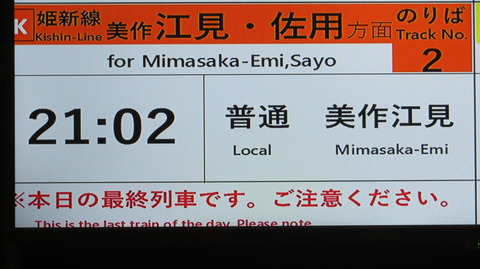 K 姫新線 美作江見・佐用方面 のりば
Kishin-Line Track No.
for Mimasaka-Emi,Sayo 2
21:02 普通 美作江見
Local Mimasaka-Emi
※本日の最終列車です。ご注意ください。
This is the last train of the day. Please note